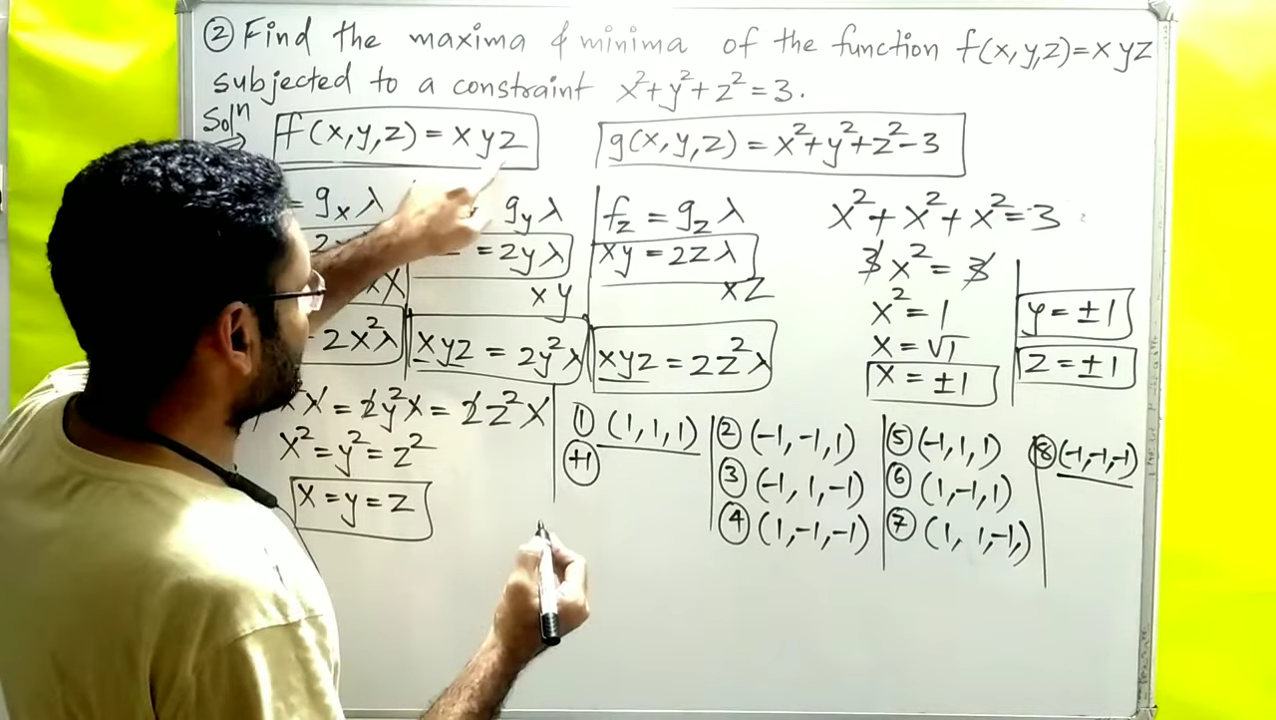 ② Find the maxima & minima of the function f(x,y,z)=xyz
subjected to a constraint x²+y²+z²=3.
Solⁿ
f(x,y,z) = xyz
g(x,y,z) = x²+y²+z²-3
= gₓ λ
g_y λ
= 2yλ
xy
xyz = 2y²λ
f_z = g_z λ
xy = 2zλ
xz
xyz = 2z²λ
2x²λ
x²+x²+x²=3
3x² = 3
x² = 1
x = √1
x = ±1
y = ±1
z = ±1
= 2y²λ = 2z²λ
x² = y² = z²
x = y = z
① (1,1,1)
+1
② (-1,-1,1)
③ (-1,1,-1)
④ (1,-1,-1)
⑤ (-1,1,1)
⑥ (1,-1,1)
⑦ (1,1,-1,)
⑧ (-1,-1,-1)